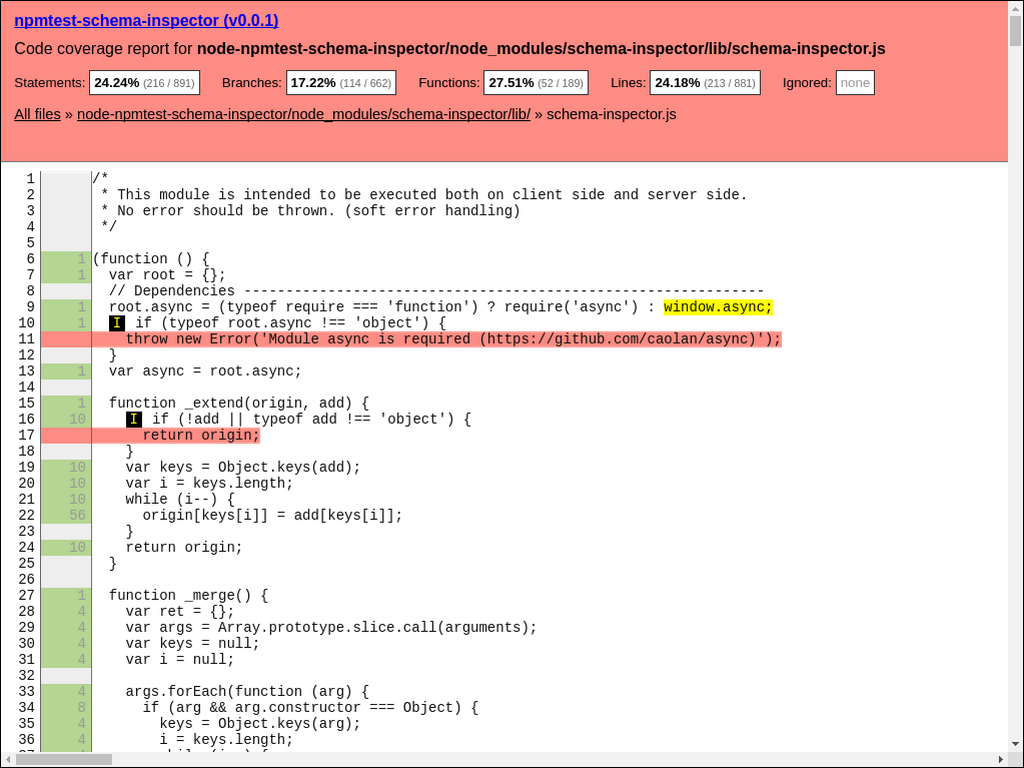 npmtest-schema-inspector (v0.0.1)
Code coverage report for node-npmtest-schema-inspector/node_modules/schema-inspector/lib/schema-inspector.js
Statements: 24.24% (216 / 891) Branches: 17.22% (114 / 662) Functions: 27.51% (52 / 189) Lines: 24.18% (213 / 881) Ignored: none
All files » node-npmtest-schema-inspector/node_modules/schema-inspector/lib/ » schema-inspector.js
1 /*
2 * This module is intended to be executed both on client side and server side.
3 * No error should be thrown. (soft error handling)
4 */
5
6 1 (function () {
7 1 var root = {};
8 // Dependencies --------------------------------------------------------------
9 1 root.async = (typeof require === 'function') ? require('async') : window.async;
10 1 I if (typeof root.async !== 'object') {
11 throw new Error('Module async is required (https://github.com/caolan/async)');
12 }
13 1 var async = root.async;
14
15 1 function _extend(origin, add) {
16 10 I if (!add || typeof add !== 'object') {
17 return origin;
18 }
19 10 var keys = Object.keys(add);
20 10 var i = keys.length;
21 10 while (i--) {
22 56 origin[keys[i]] = add[keys[i]];
23 }
24 10 return origin;
25 }
26
27 1 function _merge() {
28 4 var ret = {};
29 4 var args = Array.prototype.slice.call(arguments);
30 4 var keys = null;
31 4 var i = null;
32
33 4 args.forEach(function (arg) {
34 8 if (arg && arg.constructor === Object) {
35 4 keys = Object.keys(arg);
36 4 i = keys.length;